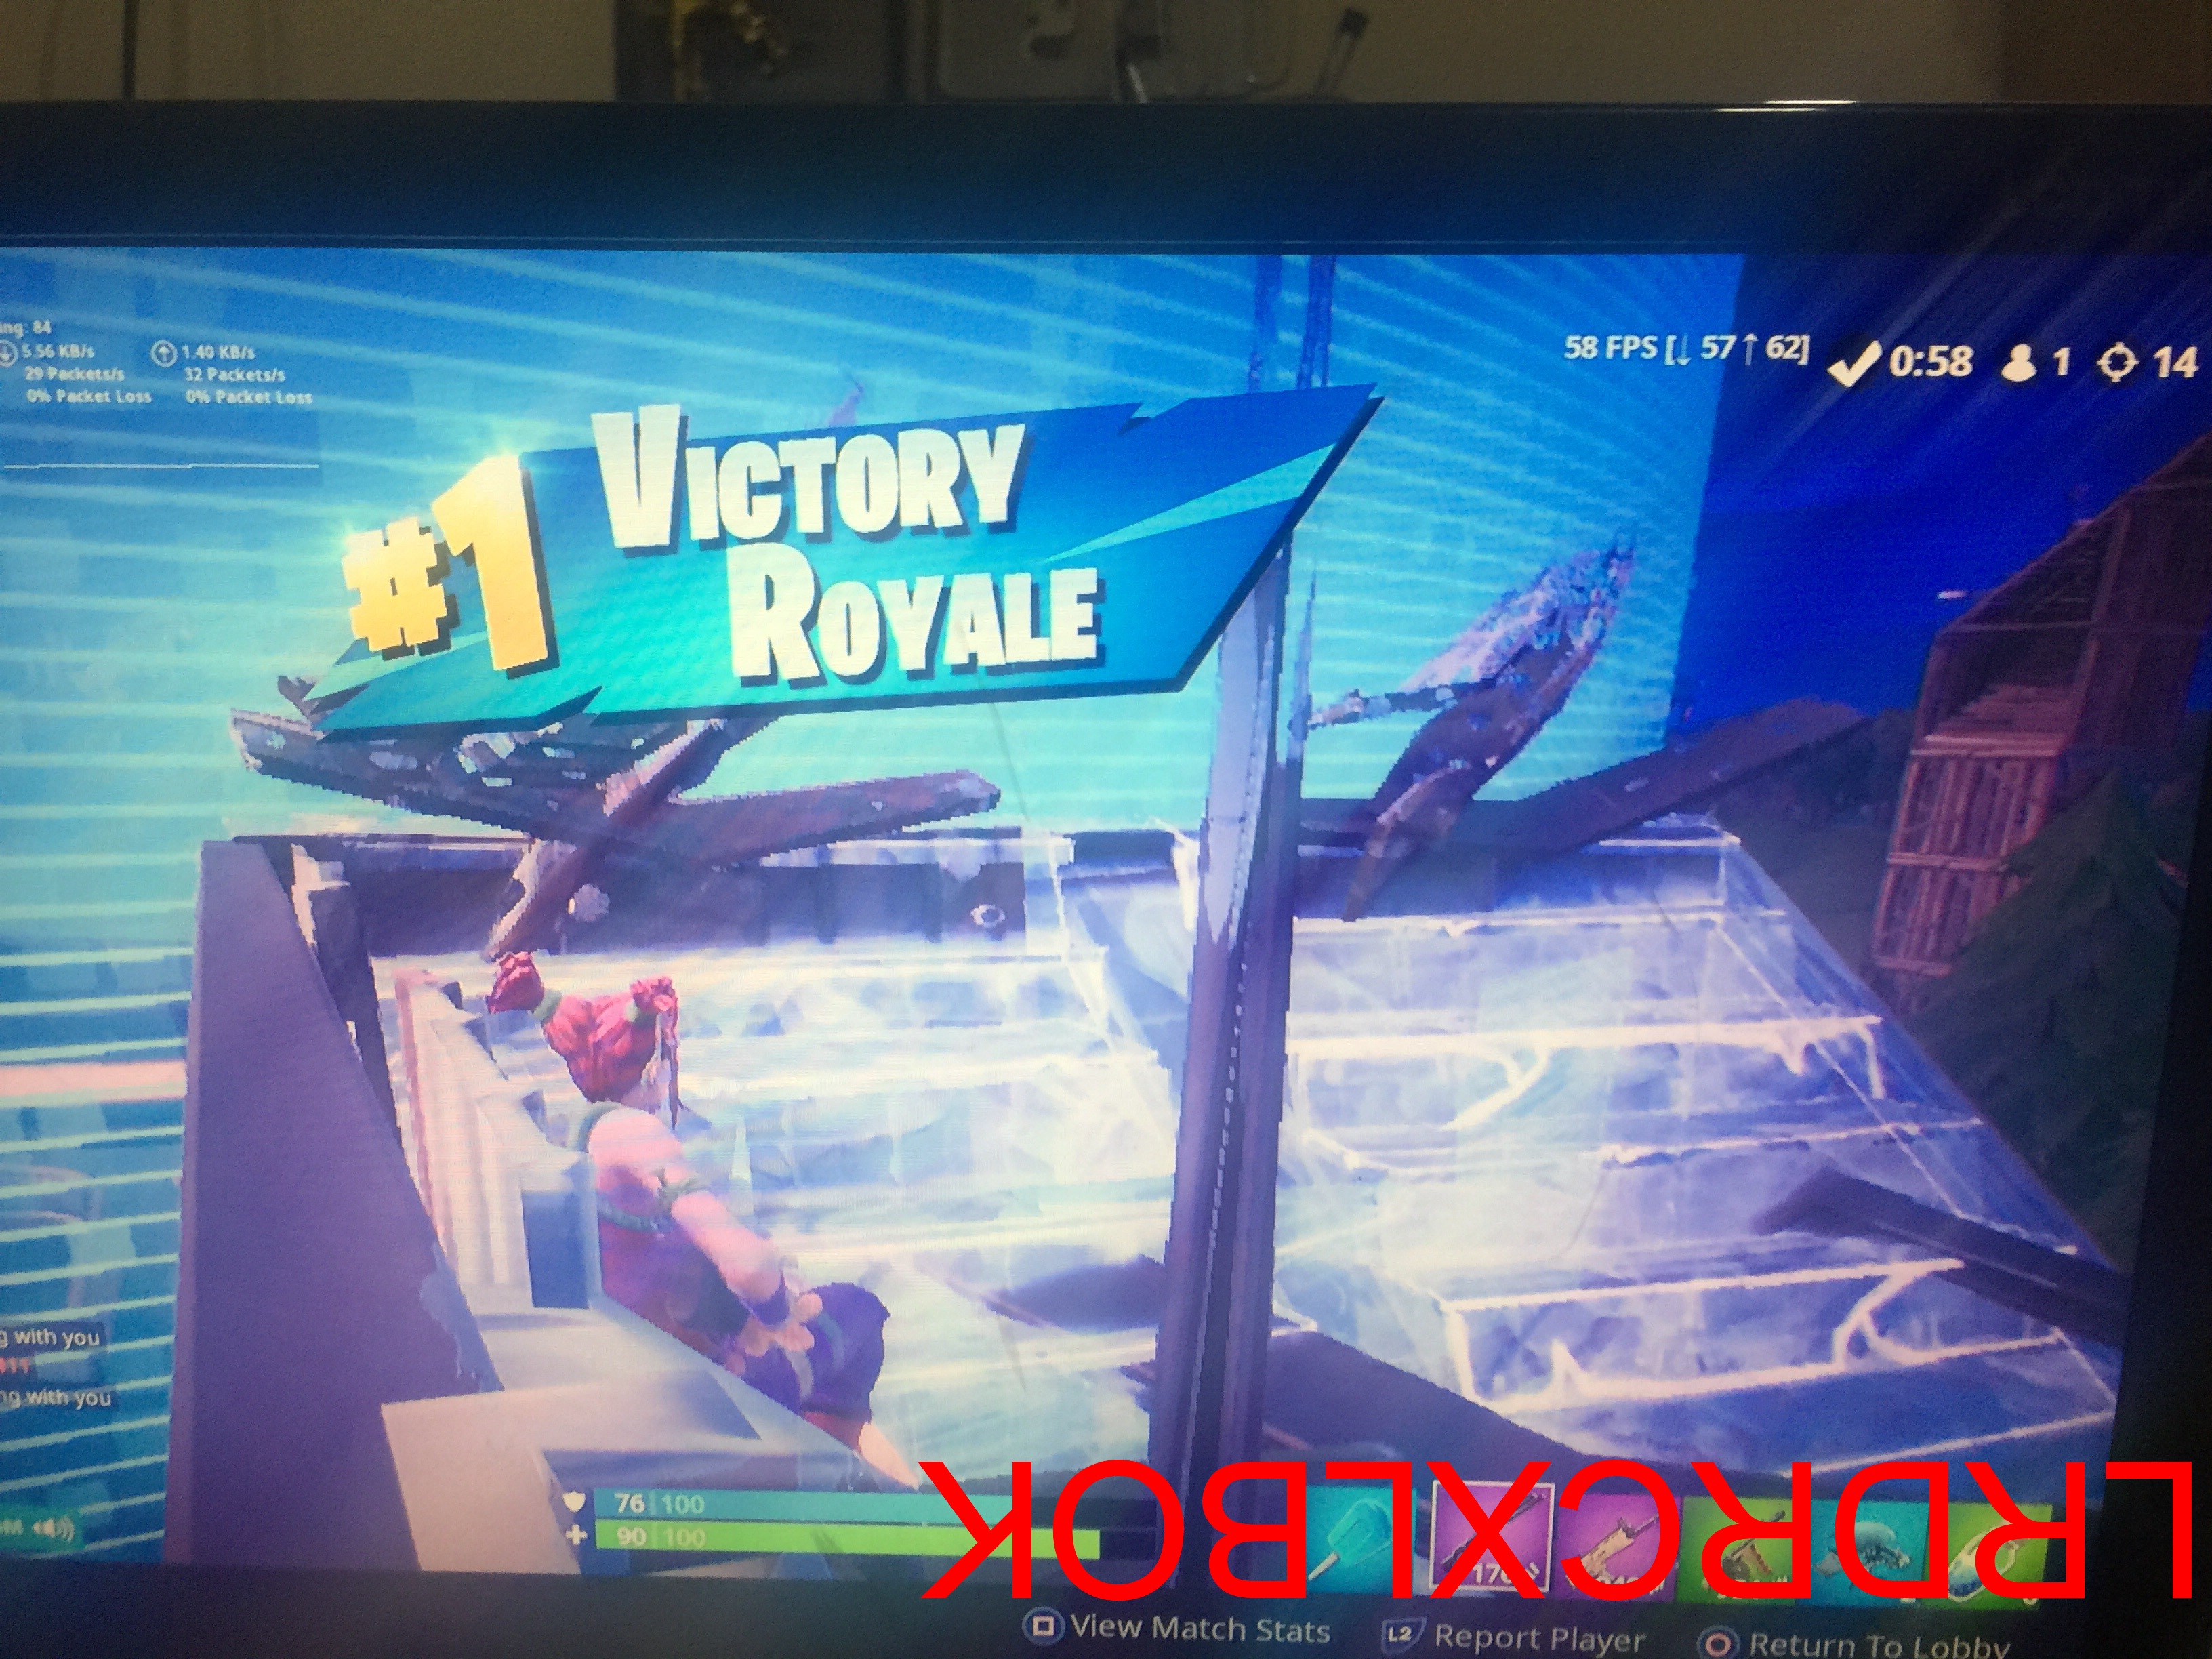 ing: 84
5.56 KB/s 1.40 KB/s
29 Packets/s 32 Packets/s
0% Packet Loss 0% Packet Loss
58 FPS [↓ 57 ↑ 62] 0:58 1 14
#1 VICTORY
ROYALE
g with you
ng with you
76 | 100
90 | 100
LRDRCXLBOK
View Match Stats L2 Report Player Return To Lobby